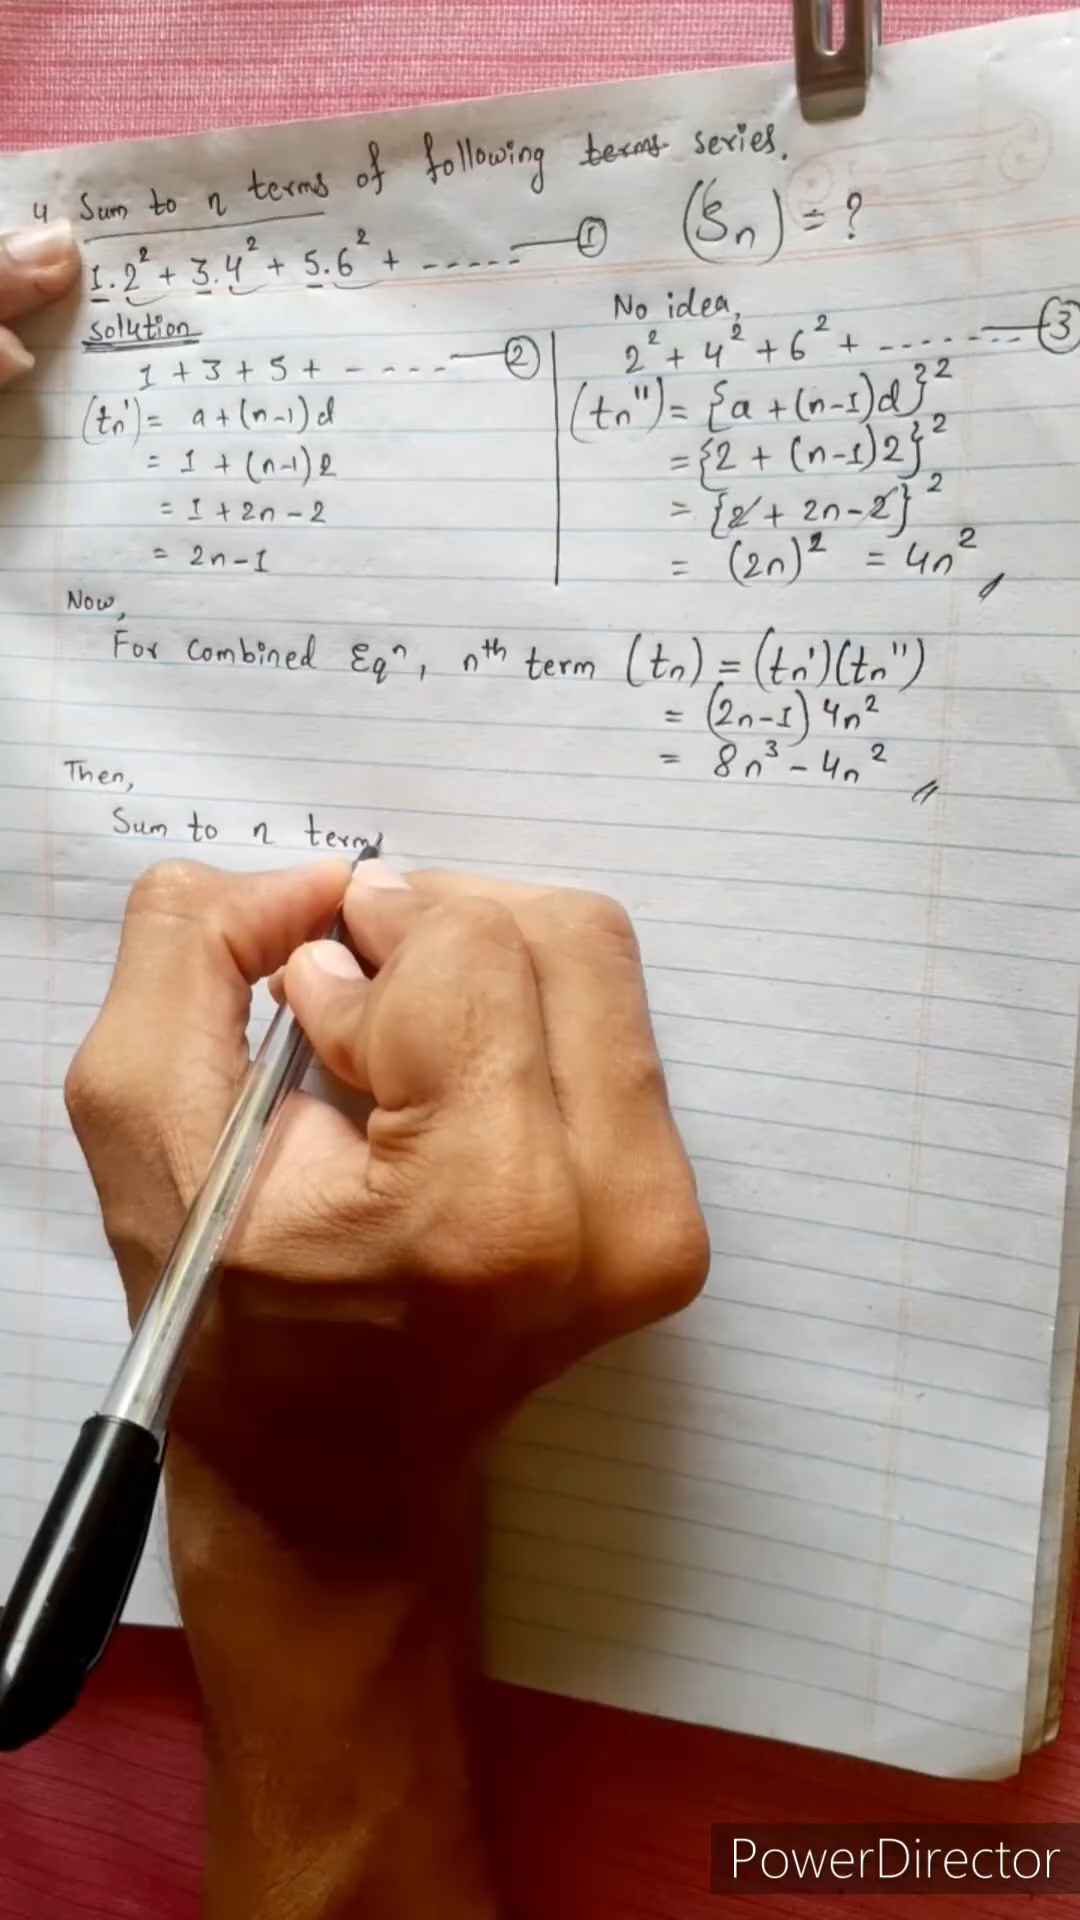 4 Sum to n terms of following terms series.
1.2² + 3.4² + 5.6² + ------ ① (Sn) = ?
Solution
1 + 3 + 5 + - - - - ②
(tn') = a + (n-1) d
= 1 + (n-1) 2
= 1 + 2n - 2
= 2n - 1
No idea,
2² + 4² + 6² + ------- ③
(tn'') = {a + (n-1)d}²
= {2 + (n-1)2}²
= {2 + 2n - 2}²
= (2n)² = 4n²
Now,
For combined Eqⁿ, nth term (tn) = (tn')(tn'')
= (2n-1) 4n²
= 8n³ - 4n²
Then,
Sum to n term
PowerDirector